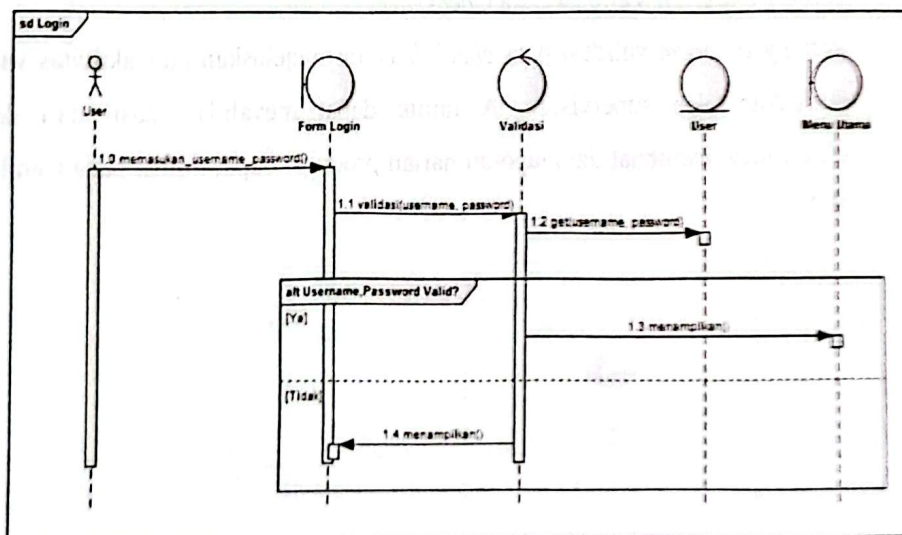 sd Login
User
Form Login
Validasi
User
Menu Utama
1.0 memasukan_username_password()
1.1 validasi(username, password)
1.2 get(username, password)
alt Username,Password Valid?
[Ya]
1.3 menampilkan()
[Tidak]
1.4 menampilkan()